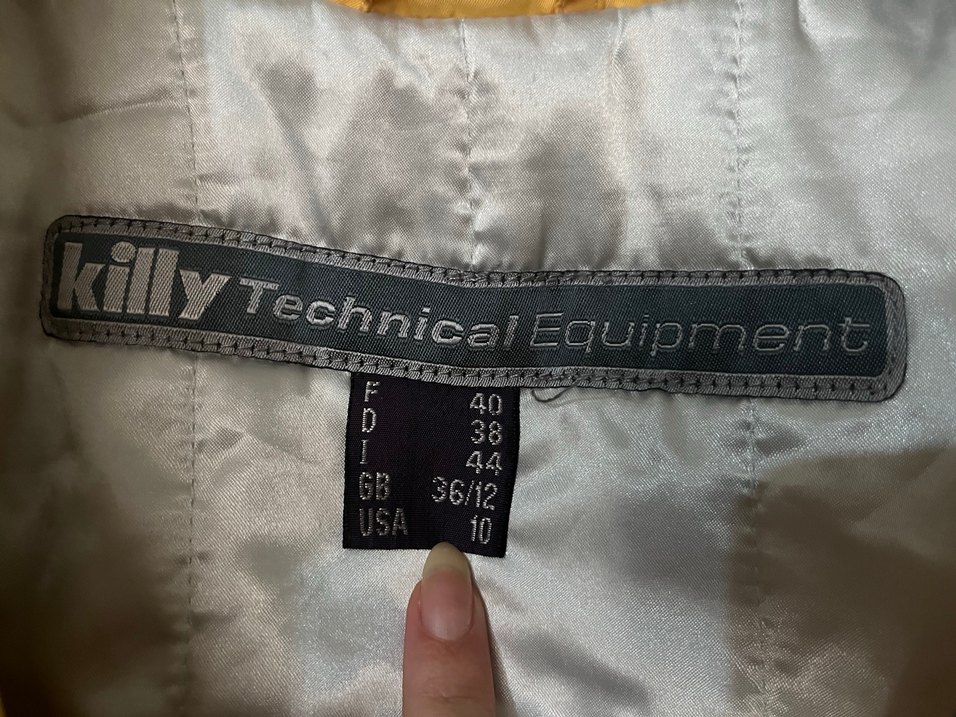 killy Technical Equipment
F 40
D 38
I 44
GB 36/12
USA 10